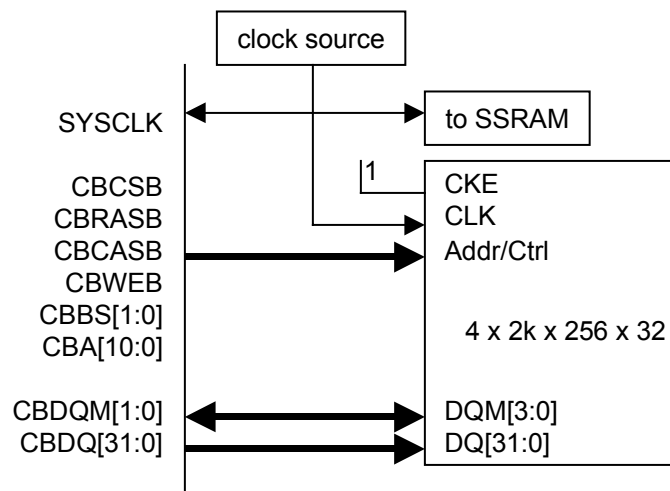 clock source
SYSCLK
to SSRAM
1
CBCSB
CKE
CBRASB
CLK
CBCASB
Addr/Ctrl
CBWEB
CBBS[1:0]
4 x 2k x 256 x 32
CBA[10:0]
CBDQM[1:0]
DQM[3:0]
CBDQ[31:0]
DQ[31:0]